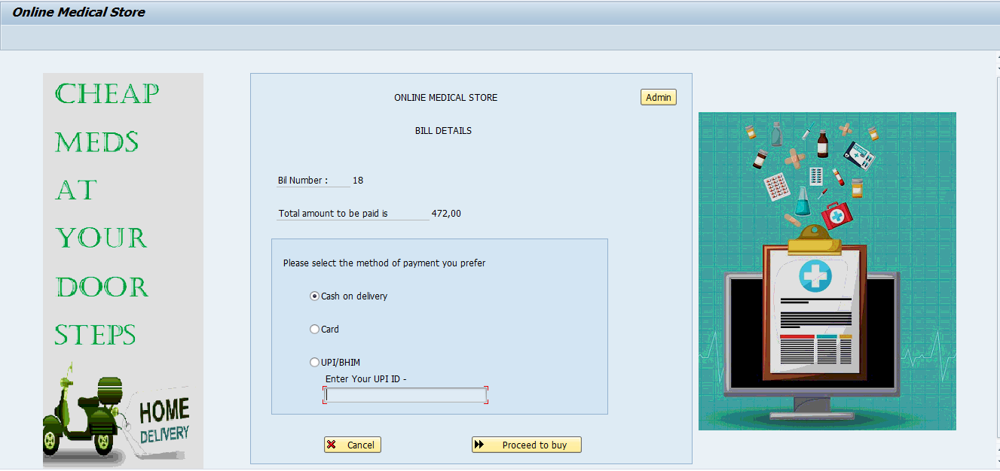 Online Medical Store
CHEAP
MEDS
AT
YOUR
DOOR
STEPS
HOME
DELIVERY
ONLINE MEDICAL STORE
Admin
BILL DETAILS
Bil Number : 18
Total amount to be paid is 472,00
Please select the method of payment you prefer
Cash on delivery
Card
UPI/BHIM
Enter Your UPI ID -
Cancel
Proceed to buy